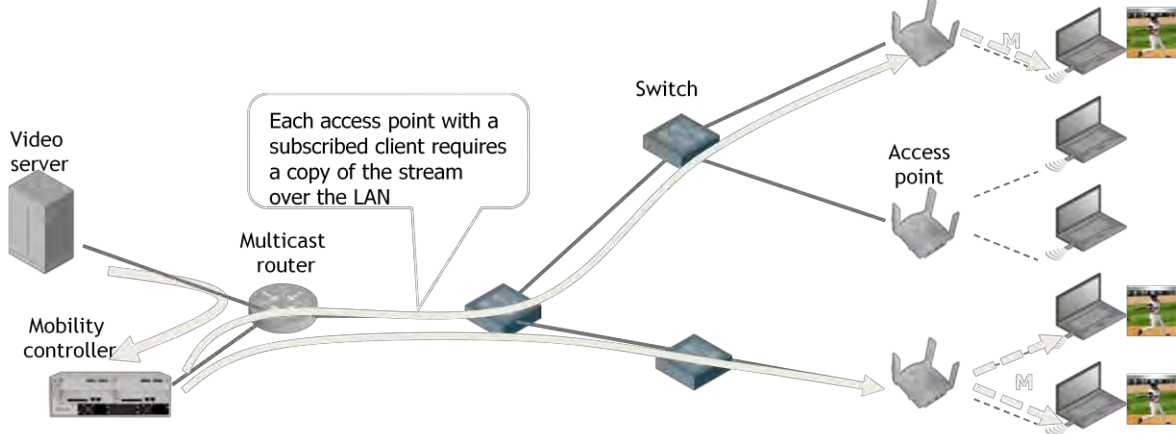 M
Switch
Each access point with a
subscribed client requires
a copy of the stream
over the LAN
Video
server
Access
point
Multicast
router
Mobility
controller
M